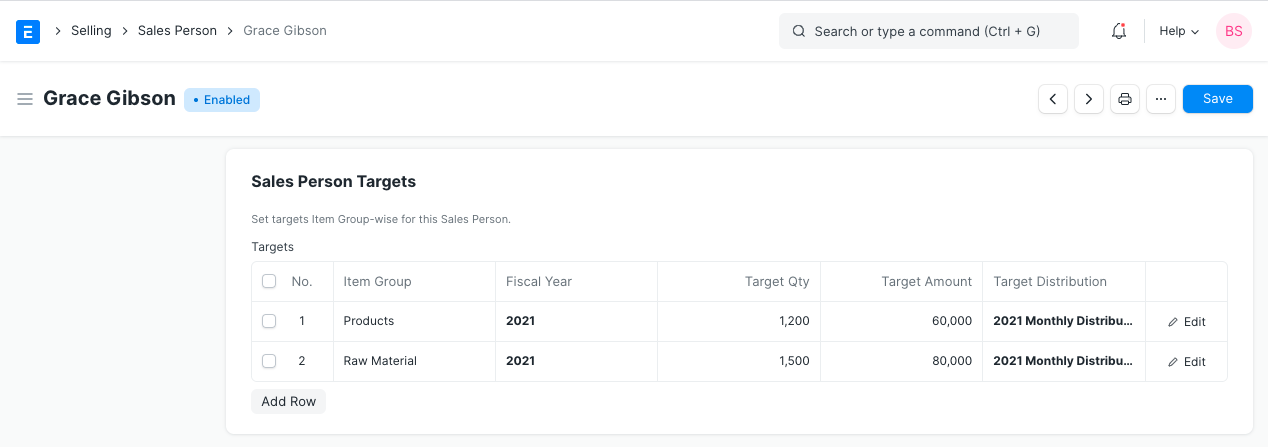 E > Selling > Sales Person > Grace Gibson Search or type a command (Ctrl + G) Help BS
Grace Gibson • Enabled ... Save
Sales Person Targets
Set targets Item Group-wise for this Sales Person.
Targets
No. Item Group Fiscal Year Target Qty Target Amount Target Distribution
1 Products 2021 1,200 60,000 2021 Monthly Distribu... Edit
2 Raw Material 2021 1,500 80,000 2021 Monthly Distribu... Edit
Add Row